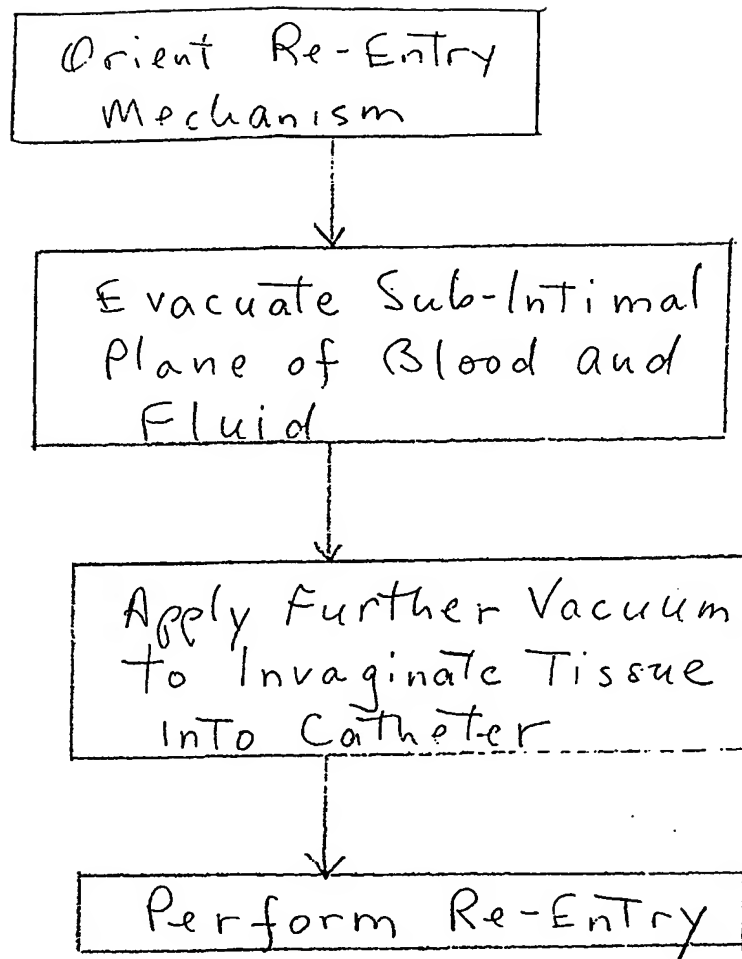 Orient Re-Entry
Mechanism
Evacuate Sub-Intimal
Plane of Blood and
Fluid
Apply Further Vacuum
to Invaginate Tissue
Into Catheter
Perform Re-Entry